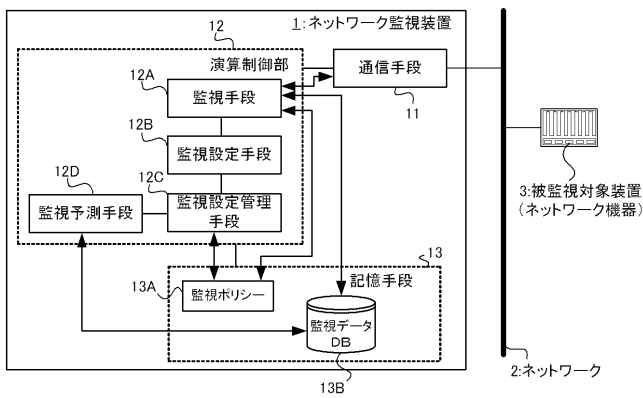 1:ネットワーク監視装置
12
演算制御部
12A
監視手段
通信手段
11
12B
監視設定手段
12D
12C
監視予測手段
監視設定管理
手段
3:被監視対象装置
(ネットワーク機器)
13
記憶手段
13A
監視ポリシー
監視データ
DB
13B
2:ネットワーク